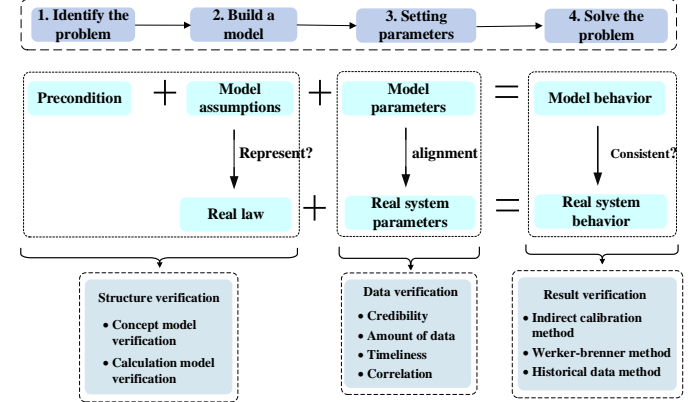 1. Identify the
problem
2. Build a
model
3. Setting
parameters
4. Solve the
problem
Precondition
+
Model
assumptions
+
Model
parameters
=
Model behavior
Represent?
alignment
Consistent?
Real law
+
Real system
parameters
=
Real system
behavior
Structure verification
• Concept model
verification
• Calculation model
verification
Data verification
• Credibility
• Amount of data
• Timeliness
• Correlation
Result verification
• Indirect calibration
method
• Werker-brenner method
• Historical data method